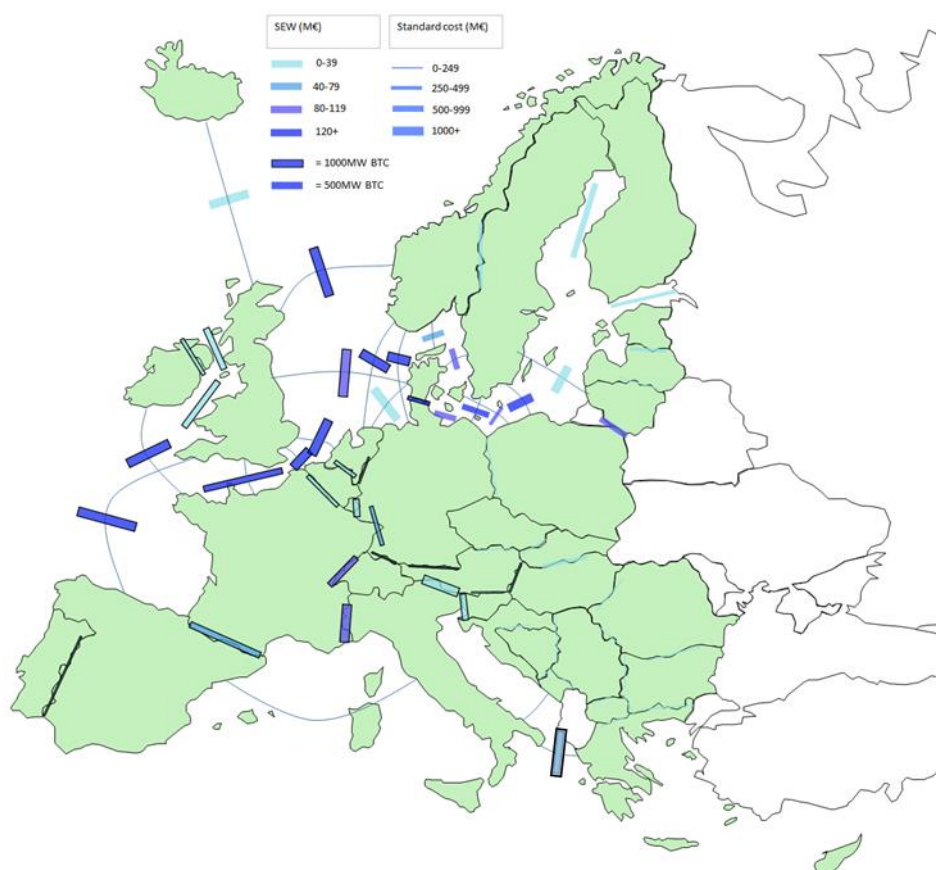 SEW (M€)
Standard cost (M€)
0-39
0-249
40-79
250-499
80-119
500-999
120+
1000+
= 1000MW BTC
= 500MW BTC